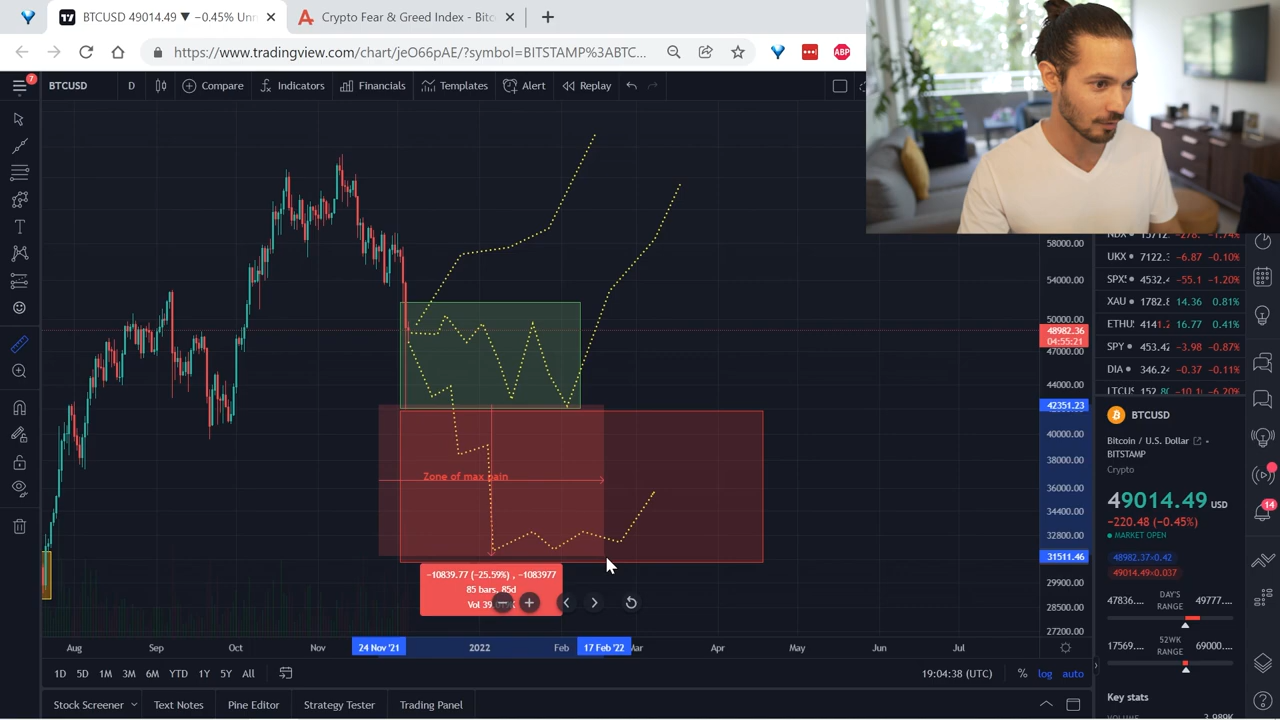 BTCUSD 49014.49 ▼ −0.45% Unn
Crypto Fear & Greed Index - Bitc
https://www.tradingview.com/chart/jeO66pAE/?symbol=BITSTAMP%3ABTC...
ABP
7
BTCUSD
D
Compare
Indicators
Financials
Templates
Alert
Replay
58000.00
54000.00
50000.00
48982.36
04:55:21
47000.00
44000.00
42351.23
40000.00
38000.00
36000.00
34400.00
32800.00
31511.46
29900.00
28500.00
27200.00
Zone of max pain
−10839.77 (−25.59%) , −1083977
85 bars, 85d
Aug
Sep
Oct
Nov
24 Nov '21
2022
Feb
17 Feb '22
Mar
Apr
May
Jun
Jul
1D
5D
1M
3M
6M
YTD
1Y
5Y
All
19:04:38 (UTC)
%
log
auto
Stock Screener
Text Notes
Pine Editor
Strategy Tester
Trading Panel
UKX 7122.3 −6.87 −0.10%
SPX 4532.4 −55.1 −1.20%
XAU 1782.8 14.36 0.81%
ETHU 414 16.77 0.41%
SPY 453.42 −3.98 −0.87%
DIA 346.24 −0.37 −0.11%
BTCUSD
Bitcoin / U.S. Dollar
BITSTAMP
Crypto
49014.49 USD
−220.48 (−0.45%)
MARKET OPEN
48982.37×0.42
49014.49×0.037
47836....
DAY'S
RANGE
49777....
17569....
52WK
RANGE
69000....
Key stats
14